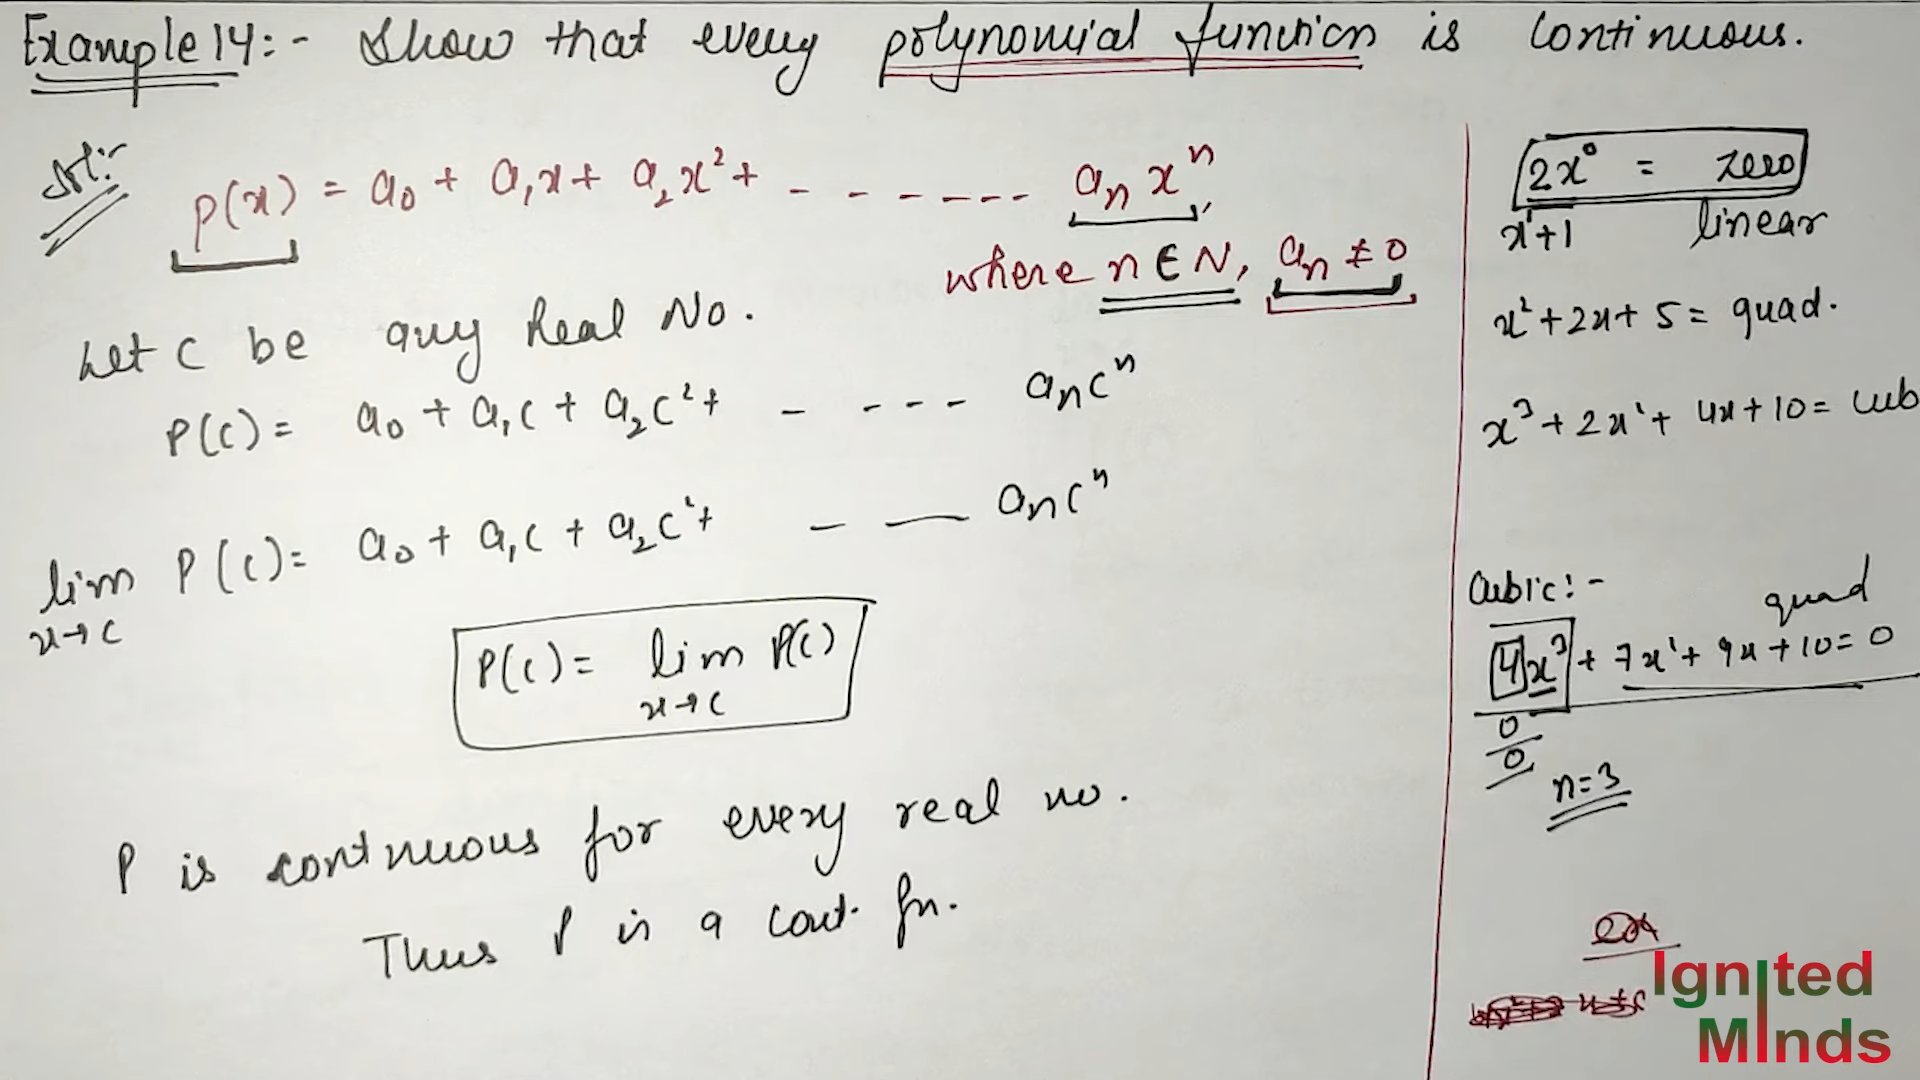 Example 14:- Show that every polynomial function is continuous.
Sol:-
p(x) = a₀ + a₁x + a₂x² + - - - - - - aₙxⁿ,
where n ∈ N, aₙ ≠ 0
Let c be any Real No.
P(c) = a₀ + a₁c + a₂c² + - - - - aₙcⁿ
lim P(c) = a₀ + a₁c + a₂c² + - — aₙcⁿ
x→c
P(c) = lim P(c)
x→c
P is continuous for every real no.
Thus P is a cont. fn.
2x⁰ = zero
x¹+1 linear
x²+2x+5 = quad.
x³+2x¹+4x+10 = cub
Cubic:-
quad
4x³ + 7x¹ + 9x + 10 = 0
0
0
n=3
Ignited
Minds